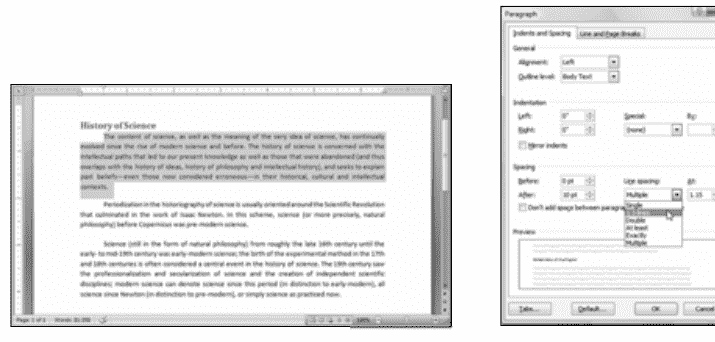 History of Science
The content of science, as well as the meaning of the very idea of science, has continually
evolved since the rise of modern science and before. The history of science is concerned with the
intellectual paths that led to our present knowledge as well as those that were abandoned (and thus
overlaps with the history of ideas, history of philosophy and intellectual history), and seeks to explain
past beliefs—even those now considered erroneous—in their historical, cultural and intellectual
contexts.
Periodization in the historiography of science is usually oriented around the Scientific Revolution
that culminated in the work of Isaac Newton. In this scheme, science (or more precisely, natural
philosophy) before Copernicus was pre-modern science.
Science (still in the form of natural philosophy) from roughly the late 16th century until the
early- to mid-19th century was early-modern science; the birth of the experimental method in the 17th
and 18th centuries is often considered a central event in the history of science. The 19th century saw
the professionalization and secularization of science and the creation of independent scientific
disciplines; modern science can denote science since this period (in distinction to early-modern), all
science since Newton (in distinction to pre-modern), or simply science as practiced now.
Page 1 of 1 Words:
Paragraph
Indents and Spacing Line and Page Breaks
General
Alignment: Left
Outline level: Body Text
Indentation
Left: 0" Special: By:
Right: 0" (none)
Mirror indents
Spacing
Before: 0 pt Line spacing: At:
After: 10 pt Multiple 1.15
Don't add space between paragra
Single
Double
At least
Exactly
Multiple
Preview
Tabs... Default... OK Cancel